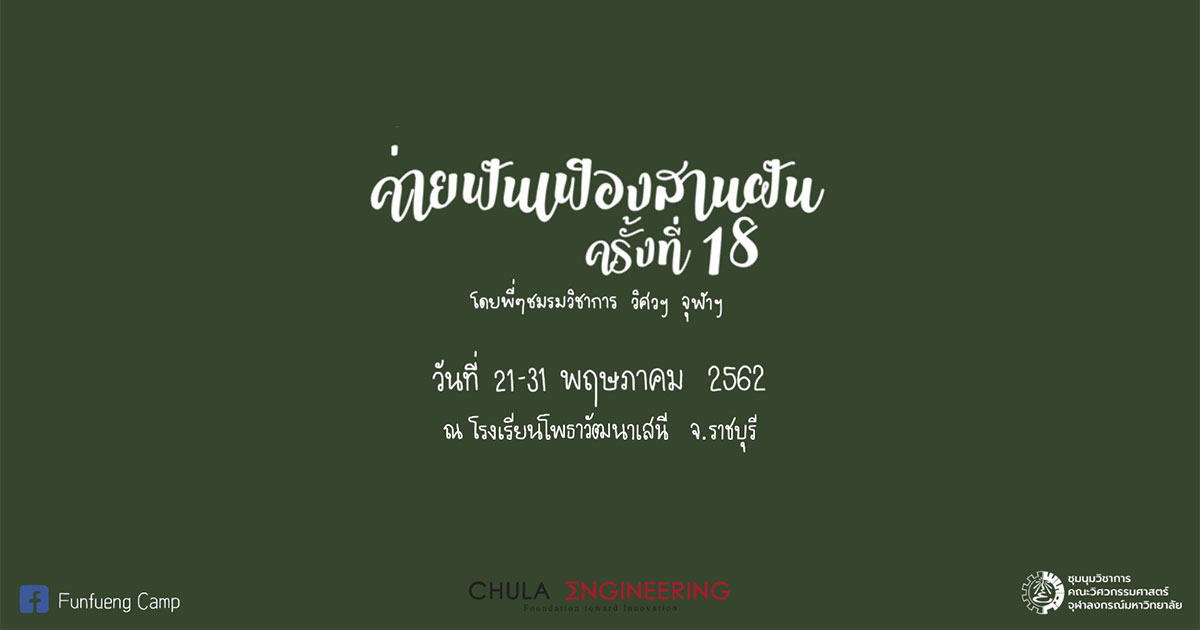 ค่ายฟันเฟืองสานฝัน
ครั้งที่ 18
โดยพี่ๆชมรมวิชาการ วิศวฯ จุฬาฯ
วันที่ 21-31 พฤษภาคม 2562
ณ โรงเรียนโพธาวัฒนาเสนี จ.ราชบุรี
Funfueng Camp
CHULA ΣNGINEERING
Foundation toward Innovation
ชุมนุมวิชาการ
คณะวิศวกรรมศาสตร์
จุฬาลงกรณ์มหาวิทยาลัย